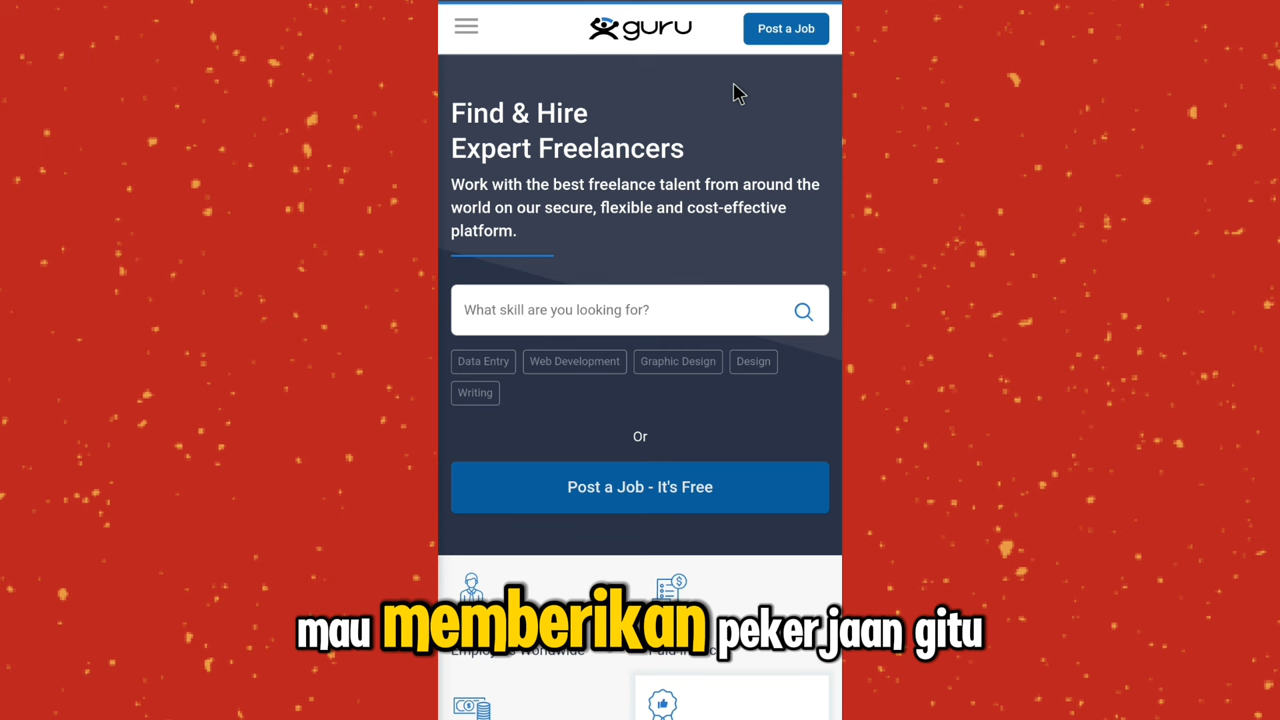 guru
Post a Job
Find & Hire
Expert Freelancers
Work with the best freelance talent from around the
world on our secure, flexible and cost-effective
platform.
What skill are you looking for?
Data Entry
Web Development
Graphic Design
Design
Writing
Or
Post a Job - It's Free
mau memberikan pekerjaan gitu